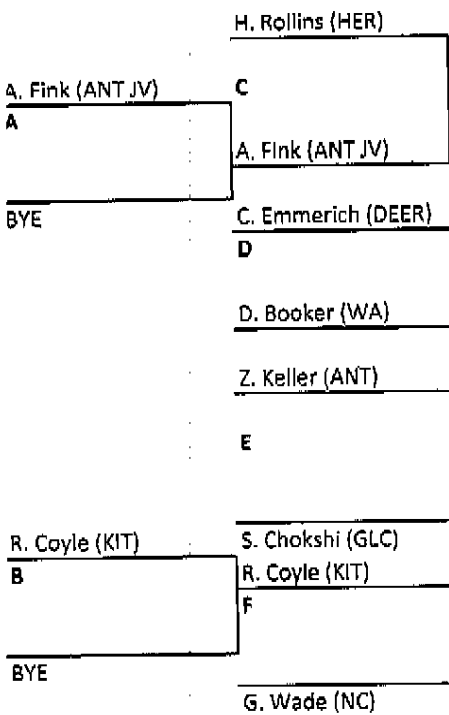 H. Rollins (HER)
A. Fink (ANT JV)
C
A
A. Fink (ANT JV)
BYE
C. Emmerich (DEER)
D
D. Booker (WA)
Z. Keller (ANT)
E
R. Coyle (KIT)
S. Chokshi (GLC)
B
R. Coyle (KIT)
F
BYE
G. Wade (NC)